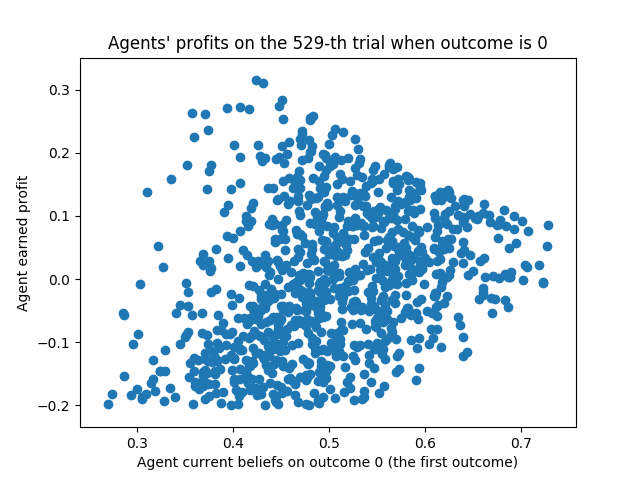 Agents' profits on the 529-th trial when outcome is 0
Agent earned profit
0.3
0.2
0.1
0.0
−0.1
−0.2
0.3 0.4 0.5 0.6 0.7
Agent current beliefs on outcome 0 (the first outcome)